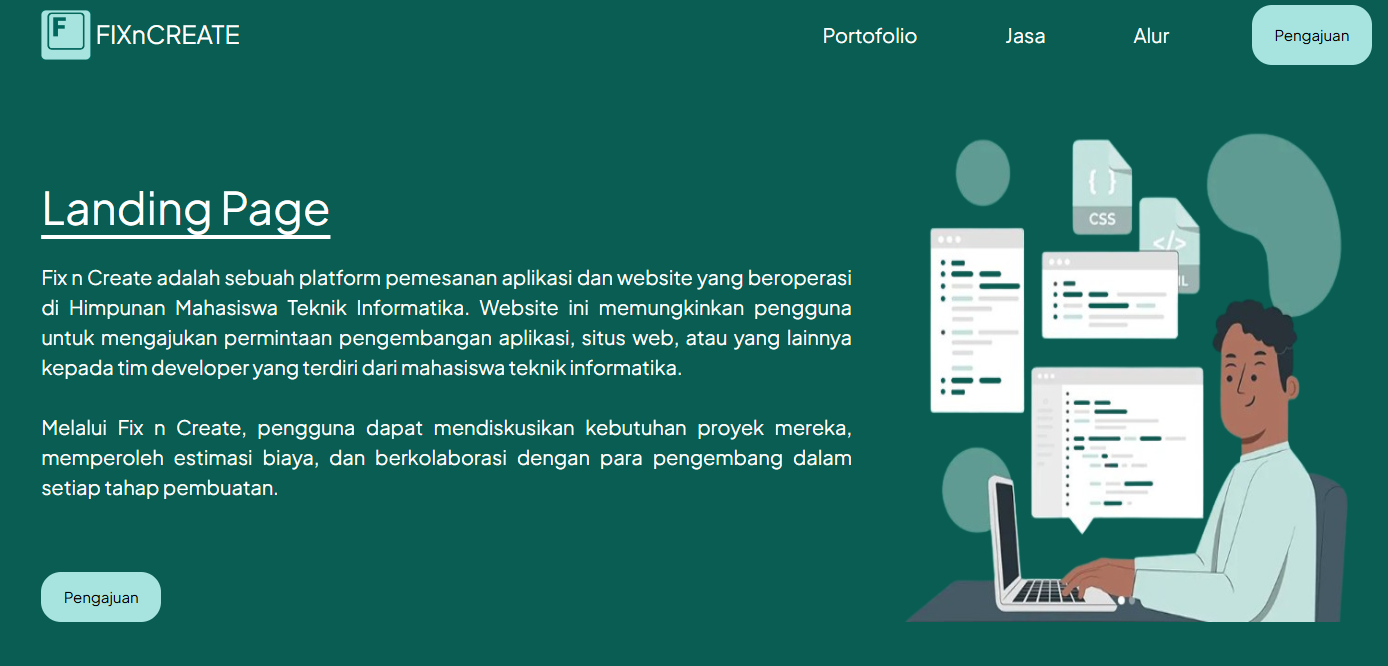 F FIXnCREATE
Portofolio Jasa Alur Pengajuan
Landing Page
Fix n Create adalah sebuah platform pemesanan aplikasi dan website yang beroperasi
di Himpunan Mahasiswa Teknik Informatika. Website ini memungkinkan pengguna
untuk mengajukan permintaan pengembangan aplikasi, situs web, atau yang lainnya
kepada tim developer yang terdiri dari mahasiswa teknik informatika.
Melalui Fix n Create, pengguna dapat mendiskusikan kebutuhan proyek mereka,
memperoleh estimasi biaya, dan berkolaborasi dengan para pengembang dalam
setiap tahap pembuatan.
Pengajuan
{ }
CSS
</>